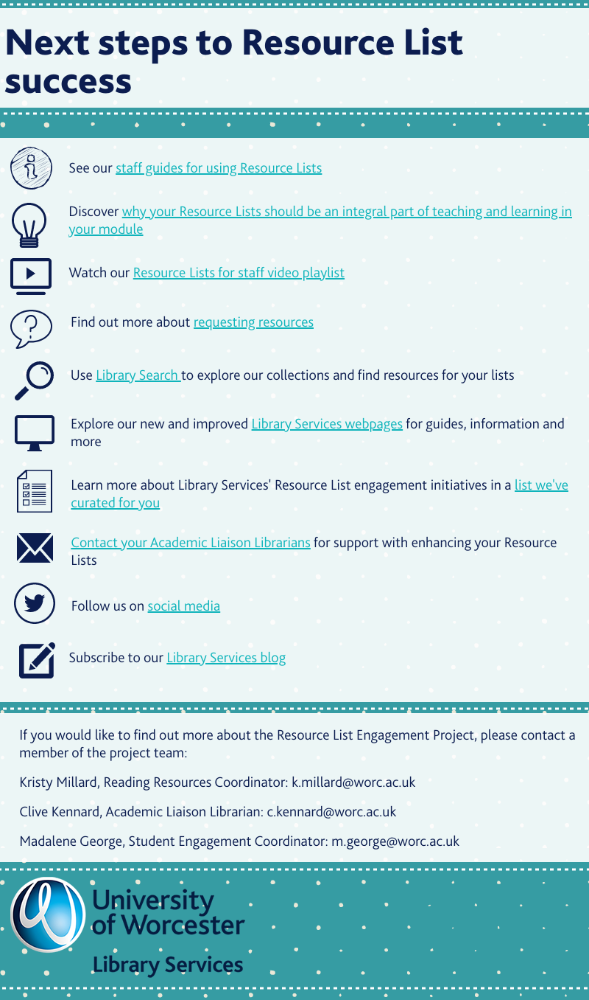 Next steps to Resource List
success
See our staff guides for using Resource Lists
Discover why your Resource Lists should be an integral part of teaching and learning in
your module
Watch our Resource Lists for staff video playlist
Find out more about requesting resources
Use Library Search to explore our collections and find resources for your lists
Explore our new and improved Library Services webpages for guides, information and
more
Learn more about Library Services' Resource List engagement initiatives in a list we've
curated for you
Contact your Academic Liaison Librarians for support with enhancing your Resource
Lists
Follow us on social media
Subscribe to our Library Services blog
If you would like to find out more about the Resource List Engagement Project, please contact a
member of the project team:
Kristy Millard, Reading Resources Coordinator: k.millard@worc.ac.uk
Clive Kennard, Academic Liaison Librarian: c.kennard@worc.ac.uk
Madalene George, Student Engagement Coordinator: m.george@worc.ac.uk
University
of Worcester
Library Services